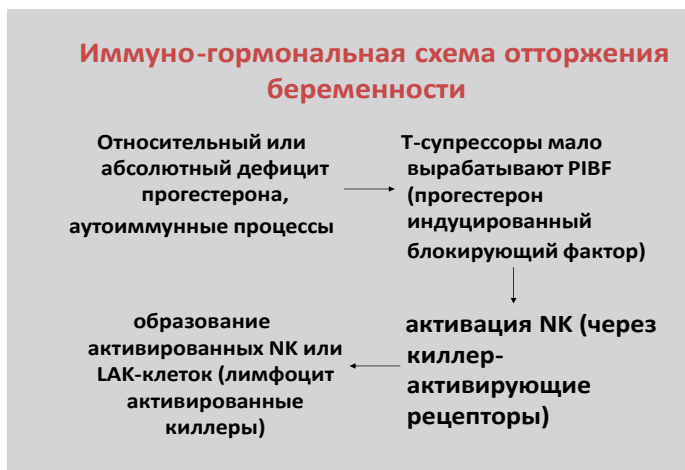 Иммуно-гормональная схема отторжения
беременности
Относительный или
абсолютный дефицит
прогестерона,
аутоиммунные процессы
Т-супрессоры мало
вырабатывают PIBF
(прогестерон
индуцированный
блокирующий фактор)
активация NK (через
киллер-
активирующие
рецепторы)
образование
активированных NK или
LAK-клеток (лимфоцит
активированные
киллеры)